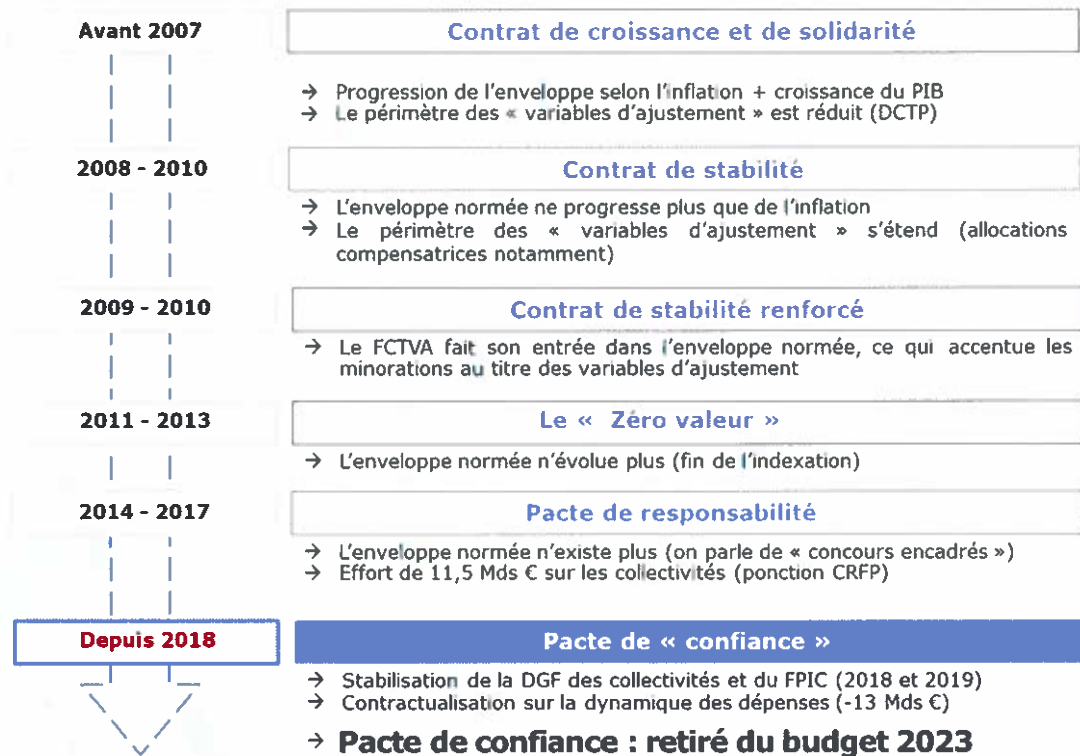 Avant 2007
Contrat de croissance et de solidarité
→ Progression de l'enveloppe selon l'inflation + croissance du PIB
→ Le périmètre des « variables d'ajustement » est réduit (DCTP)
2008 - 2010
Contrat de stabilité
→ L'enveloppe normée ne progresse plus que de l'inflation
→ Le périmètre des « variables d'ajustement » s'étend (allocations
compensatrices notamment)
2009 - 2010
Contrat de stabilité renforcé
→ Le FCTVA fait son entrée dans l'enveloppe normée, ce qui accentue les
minorations au titre des variables d'ajustement
2011 - 2013
Le « Zéro valeur »
→ L'enveloppe normée n'évolue plus (fin de l'indexation)
2014 - 2017
Pacte de responsabilité
→ L'enveloppe normée n'existe plus (on parle de « concours encadrés »)
→ Effort de 11,5 Mds € sur les collectivités (ponction CRFP)
Depuis 2018
Pacte de « confiance »
→ Stabilisation de la DGF des collectivités et du FPIC (2018 et 2019)
→ Contractualisation sur la dynamique des dépenses (-13 Mds €)
→ Pacte de confiance : retiré du budget 2023